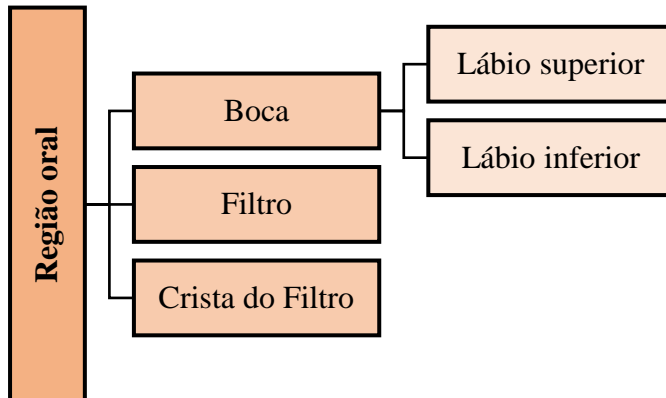 Região oral
Boca
Lábio superior
Lábio inferior
Filtro
Crista do Filtro